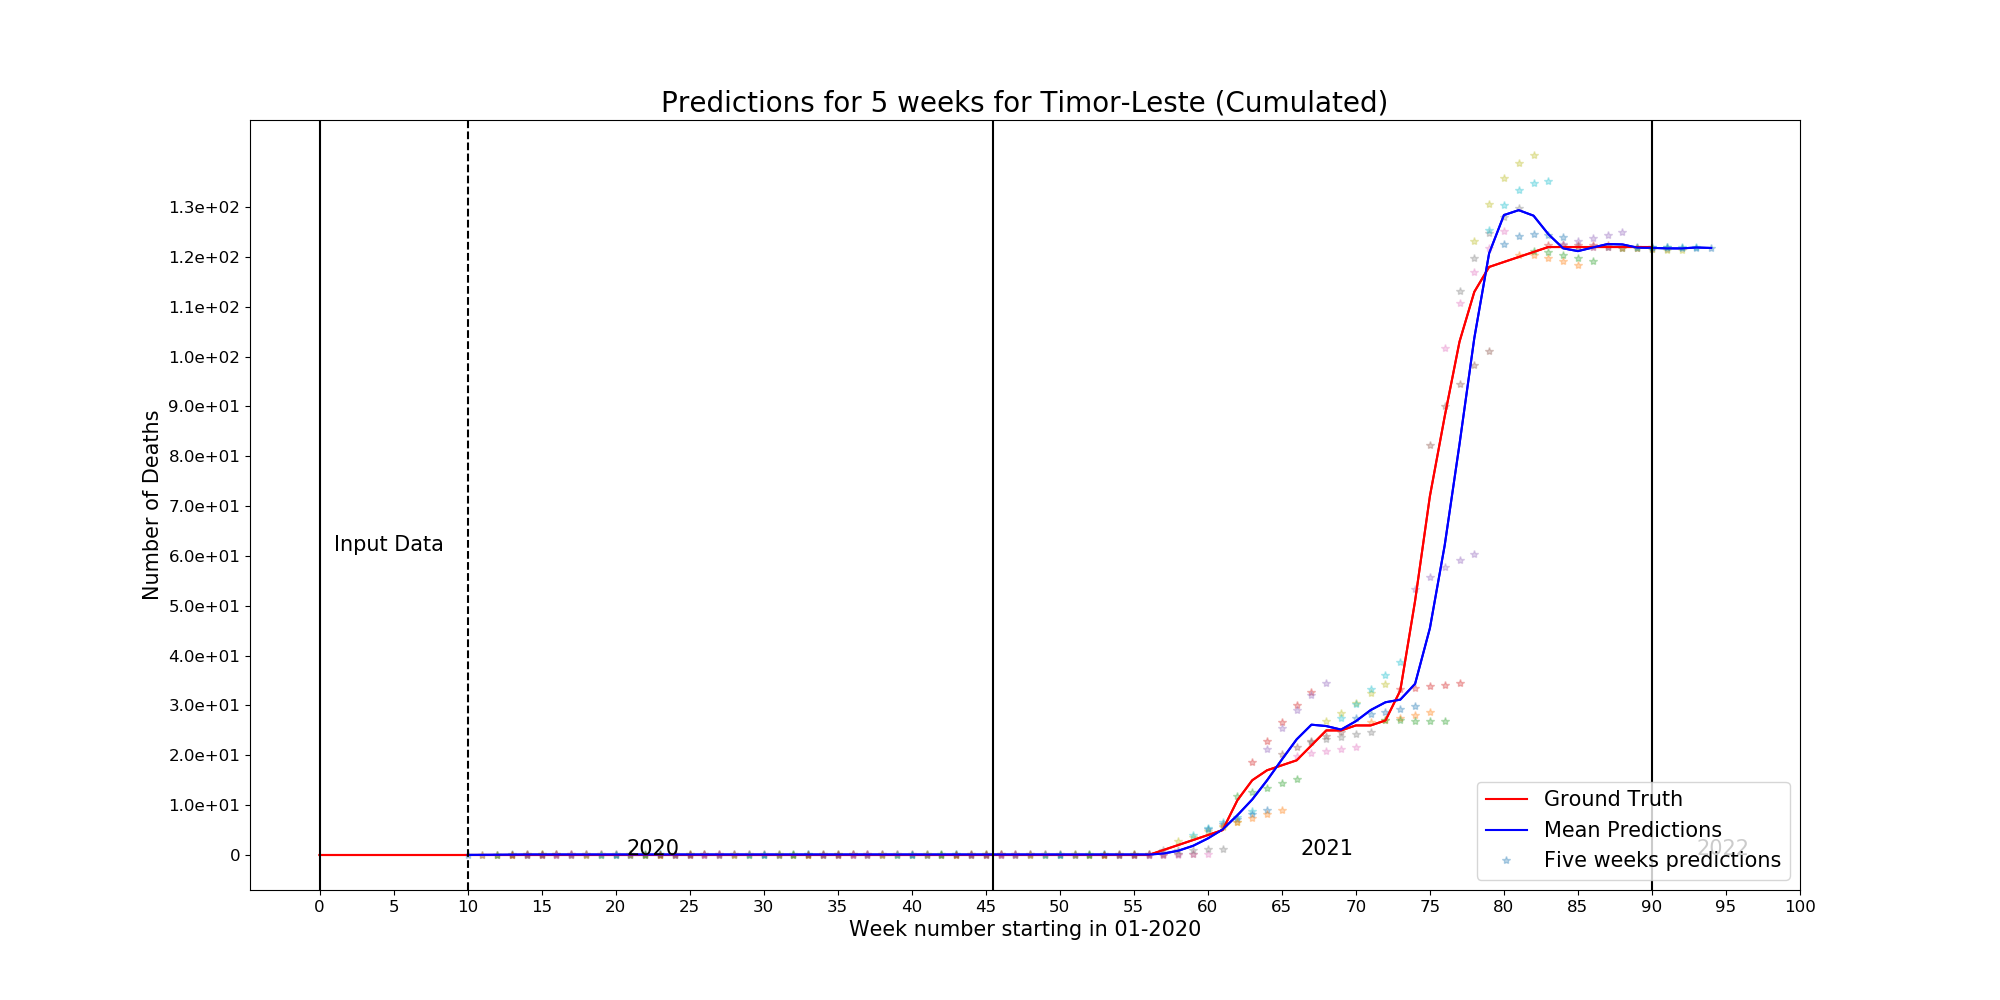 Predictions for 5 weeks for Timor-Leste (Cumulated)
Number of Deaths
1.3e+02
1.2e+02
1.1e+02
1.0e+02
9.0e+01
8.0e+01
7.0e+01
6.0e+01
5.0e+01
4.0e+01
3.0e+01
2.0e+01
1.0e+01
0
Input Data
2020
2021
2022
Ground Truth
Mean Predictions
Five weeks predictions
0 5 10 15 20 25 30 35 40 45 50 55 60 65 70 75 80 85 90 95 100
Week number starting in 01-2020